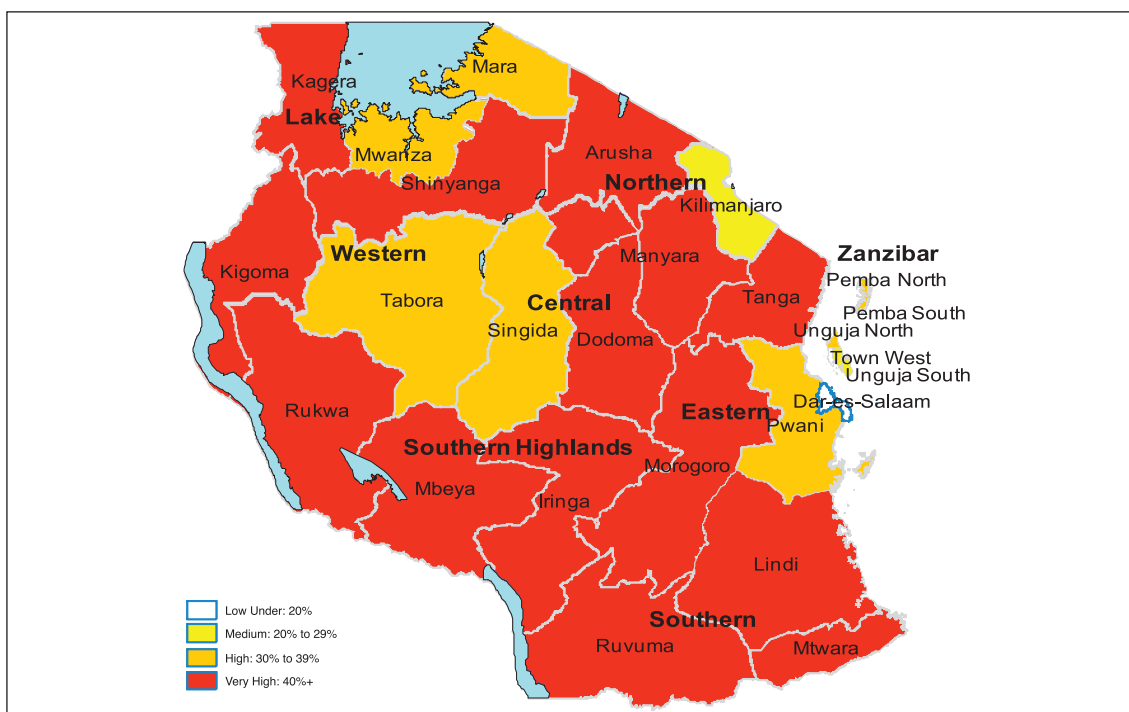 Mara
Kagera
Lake
Mwanza
Arusha
Shinyanga
Northern
Kilimanjaro
Western
Manyara
Zanzibar
Kigoma
Pemba North
Tabora
Central
Tanga
Pemba South
Singida
Unguja North
Dodoma
Town West
Unguja South
Dar-es-Salaam
Rukwa
Eastern
Pwani
Southern Highlands
Morogoro
Mbeya
Iringa
Lindi
Southern
Ruvuma
Mtwara
Low Under: 20%
Medium: 20% to 29%
High: 30% to 39%
Very High: 40%+